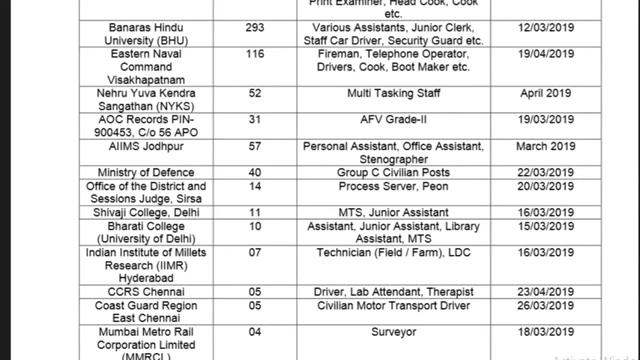 Print Examiner, Head Cook, Cook
etc.
Banaras Hindu University (BHU) 293 Various Assistants, Junior Clerk, Staff Car Driver, Security Guard etc. 12/03/2019
Eastern Naval Command Visakhapatnam 116 Fireman, Telephone Operator, Drivers, Cook, Boot Maker etc. 19/04/2019
Nehru Yuva Kendra Sangathan (NYKS) 52 Multi Tasking Staff April 2019
AOC Records PIN-900453, C/o 56 APO 31 AFV Grade-II 19/03/2019
AIIMS Jodhpur 57 Personal Assistant, Office Assistant, Stenographer March 2019
Ministry of Defence 40 Group C Civilian Posts 22/03/2019
Office of the District and Sessions Judge, Sirsa 14 Process Server, Peon 20/03/2019
Shivaji College, Delhi 11 MTS, Junior Assistant 16/03/2019
Bharati College (University of Delhi) 10 Assistant, Junior Assistant, Library Assistant, MTS 15/03/2019
Indian Institute of Millets Research (IIMR) Hyderabad 07 Technician (Field / Farm), LDC 16/03/2019
CCRS Chennai 05 Driver, Lab Attendant, Therapist 23/04/2019
Coast Guard Region East Chennai 05 Civilian Motor Transport Driver 26/03/2019
Mumbai Metro Rail Corporation Limited (MMRCL) 04 Surveyor 18/03/2019